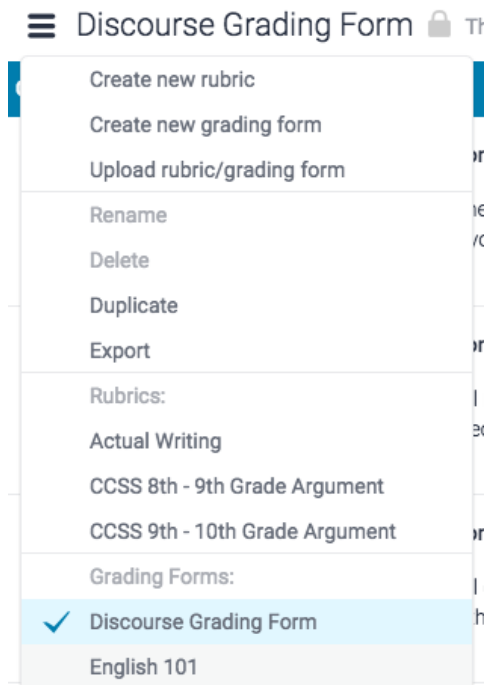 Discourse Grading Form
Create new rubric
Create new grading form
Upload rubric/grading form
Rename
Delete
Duplicate
Export
Rubrics:
Actual Writing
CCSS 8th - 9th Grade Argument
CCSS 9th - 10th Grade Argument
Grading Forms:
Discourse Grading Form
English 101